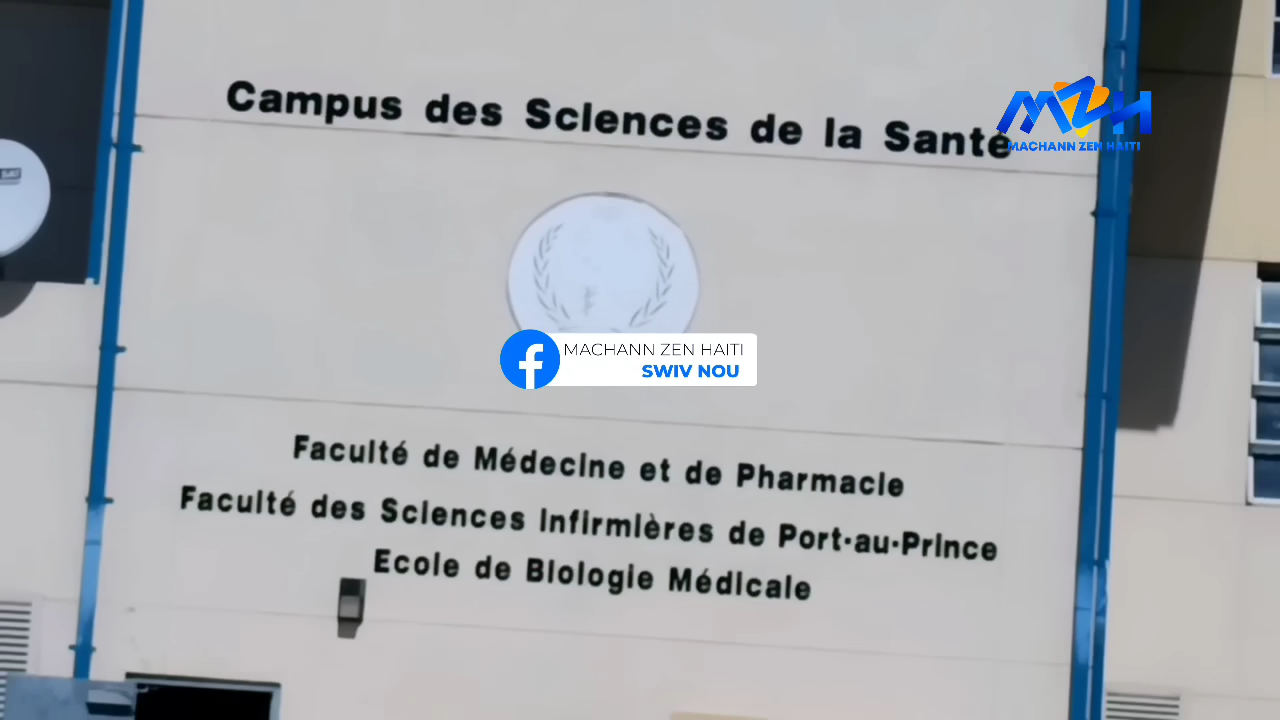 Campus des Sciences de la Santé
MZH
MACHANN ZEN HAITI
SAT
MACHANN ZEN HAITI
SWIV NOU
Faculté de Médecine et de Pharmacie
Faculté des Sciences Infirmières de Port-au-Prince
Ecole de Biologie Médicale